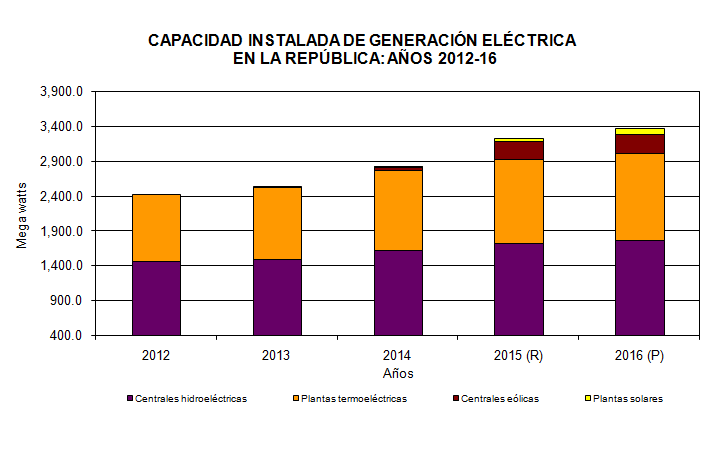 CAPACIDAD INSTALADA DE GENERACIÓN ELÉCTRICA
EN LA REPÚBLICA: AÑOS 2012-16
3,900.0
3,400.0
2,900.0
2,400.0
1,900.0
1,400.0
900.0
400.0
Mega watts
2012 2013 2014 2015 (R) 2016 (P)
Años
Centrales hidroeléctricas Plantas termoeléctricas Centrales eólicas Plantas solares